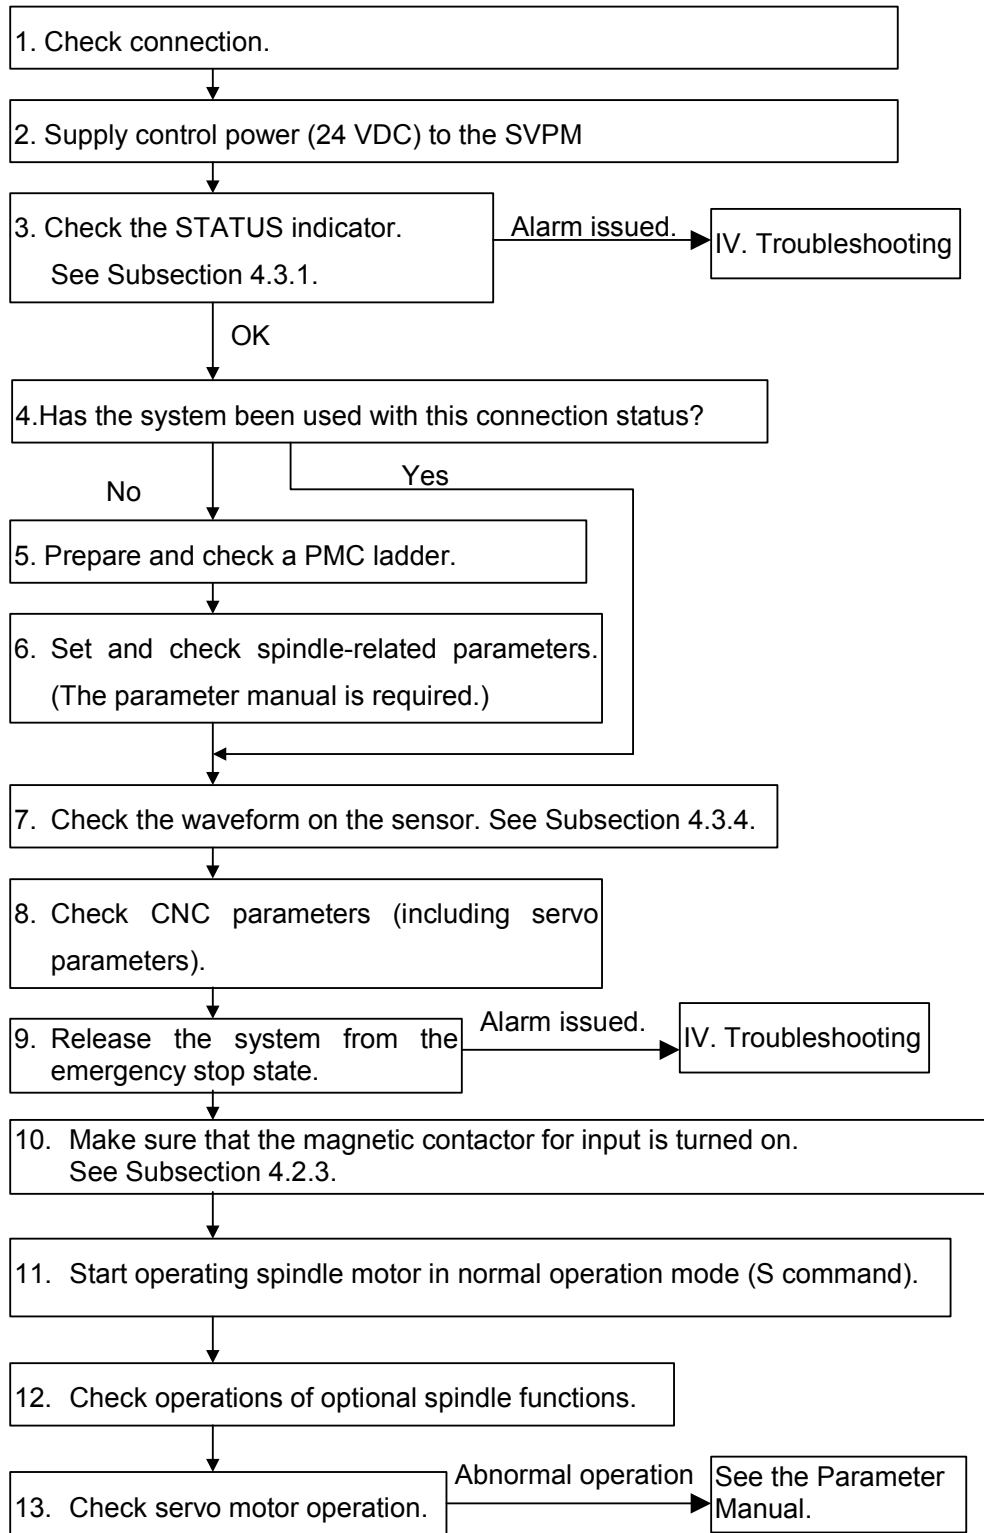 1. Check connection.
2. Supply control power (24 VDC) to the SVPM
3. Check the STATUS indicator.
See Subsection 4.3.1.
Alarm issued.
IV. Troubleshooting
OK
4.Has the system been used with this connection status?
No
Yes
5. Prepare and check a PMC ladder.
6. Set and check spindle-related parameters.
(The parameter manual is required.)
7. Check the waveform on the sensor. See Subsection 4.3.4.
8. Check CNC parameters (including servo
parameters).
9. Release the system from the
emergency stop state.
Alarm issued.
IV. Troubleshooting
10. Make sure that the magnetic contactor for input is turned on.
See Subsection 4.2.3.
11. Start operating spindle motor in normal operation mode (S command).
12. Check operations of optional spindle functions.
13. Check servo motor operation.
Abnormal operation
See the Parameter
Manual.